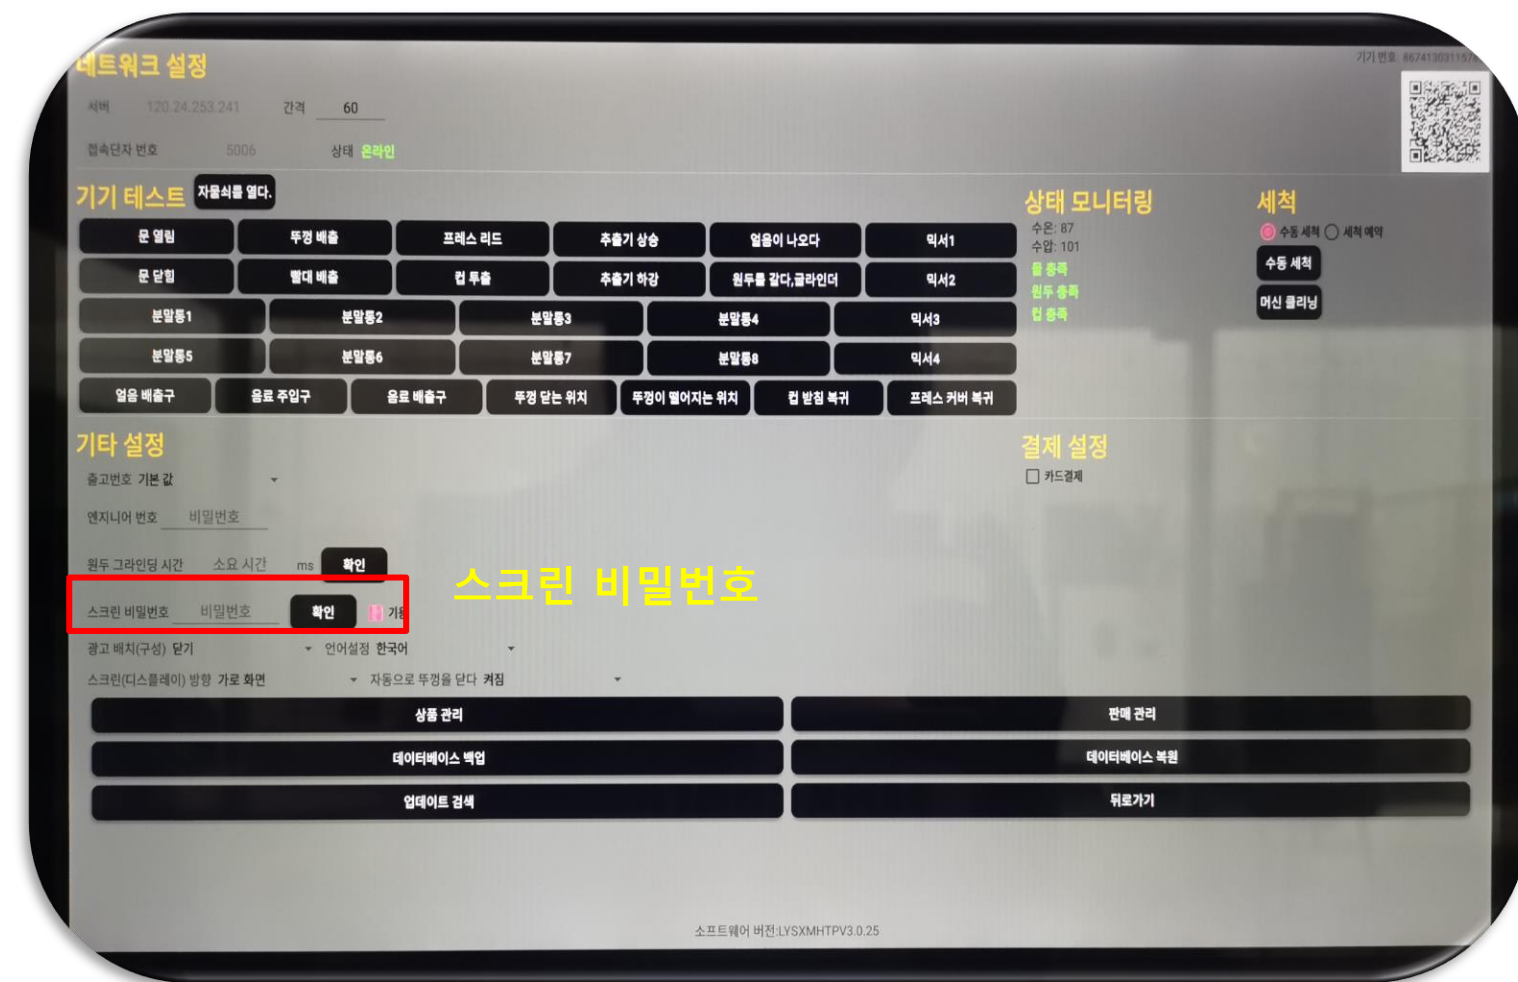 네트워크 설정
기기 번호
서버 120.24.253.241 간격 60
접속단자 번호 5006 상태 온라인
기기 테스트 자물쇠를 열다.
문 열림 뚜껑 배출 프레스 리드 추출기 상승 얼음이 나오다 믹서1
문 닫힘 빨대 배출 컵 투출 추출기 하강 원두를 갈다,글라인더 믹서2
분말통1 분말통2 분말통3 분말통4 믹서3
분말통5 분말통6 분말통7 분말통8 믹서4
얼음 배출구 음료 주입구 음료 배출구 뚜껑 닫는 위치 뚜껑이 떨어지는 위치 컵 받침 복귀 프레스 커버 복귀
상태 모니터링
수온: 87
수압: 101
물 충족
원두 충족
컵 충족
세척
수동 세척 세척 예약
수동 세척
머신 클리닝
기타 설정
출고번호 기본 값
엔지니어 번호 비밀번호
원두 그라인딩 시간 소요 시간 ms 확인
스크린 비밀번호 비밀번호 확인
스크린 비밀번호
광고 배치(구성) 닫기 언어설정 한국어
스크린(디스플레이) 방향 가로 화면 자동으로 뚜껑을 닫다 켜짐
결제 설정
카드결제
상품 관리 판매 관리
데이터베이스 백업 데이터베이스 복원
업데이트 검색 뒤로가기
소프트웨어 버전:LYSXMHTPV3.0.25